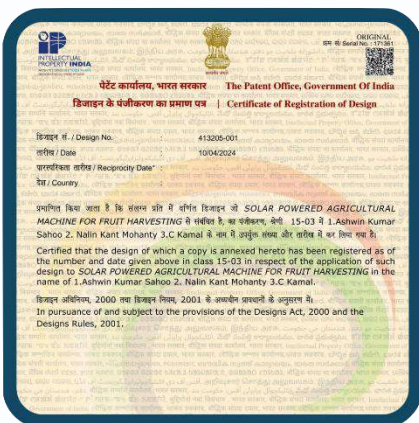 ORIGINAL
क्रम सं/ Serial No. : 171361
INTELLECTUAL
PROPERTY INDIA
पेटेंट कार्यालय, भारत सरकार | The Patent Office, Government Of India
डिजाइन के पंजीकरण का प्रमाण पत्र | Certificate of Registration of Design
डिजाइन सं. / Design No. : 413205-001
तारीख / Date : 10/04/2024
पारस्परिकता तारीख / Reciprocity Date* :
देश / Country :
प्रमाणित किया जाता है कि संलग्न प्रति में वर्णित डिजाइन जो SOLAR POWERED AGRICULTURAL
MACHINE FOR FRUIT HARVESTING से संबंधित है, का पंजीकरण, श्रेणी 15-03 में 1.Ashwin Kumar
Sahoo 2. Nalin Kant Mohanty 3.C Kamal. के नाम में उपर्युक्त संख्या और तारीख में कर लिया गया है।
Certified that the design of which a copy is annexed hereto has been registered as of
the number and date given above in class 15-03 in respect of the application of such
design to SOLAR POWERED AGRICULTURAL MACHINE FOR FRUIT HARVESTING in the
name of 1.Ashwin Kumar Sahoo 2. Nalin Kant Mohanty 3.C Kamal.
डिजाइन अधिनियम, 2000 तथा डिजाइन नियम, 2001 के अध्यधीन प्रावधानों के अनुसरण में।
In pursuance of and subject to the provisions of the Designs Act, 2000 and the
Designs Rules, 2001.